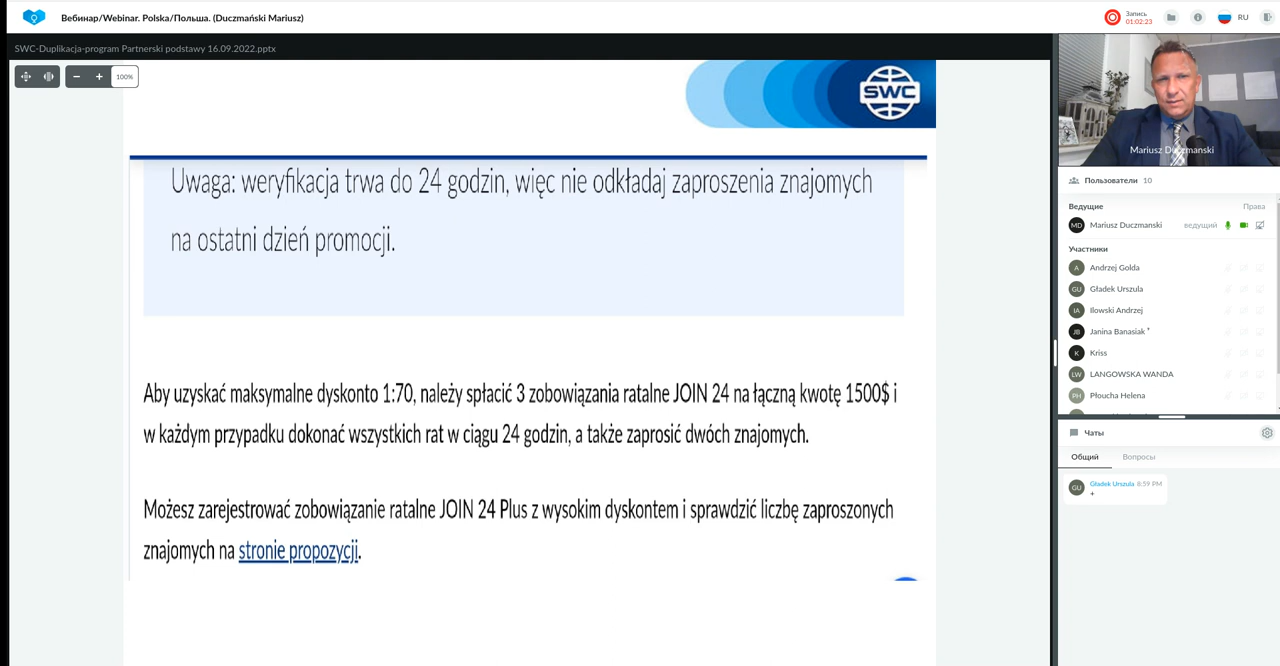 Вебинар/Webinar. Polska/Польша. (Duczmański Mariusz)
Запись
01:02:23
RU
SWC-Duplikacja-program Partnerski podstawy 16.09.2022.pptx
100%
SWC
Uwaga: weryfikacja trwa do 24 godzin, więc nie odkładaj zaproszenia znajomych
na ostatni dzień promocji.
Aby uzyskać maksymalne dyskonto 1:70, należy spłacić 3 zobowiązania ratalne JOIN 24 na łączną kwotę 1500$ i
w każdym przypadku dokonać wszystkich rat w ciągu 24 godzin, a także zaprosić dwóch znajomych.
Możesz zarejestrować zobowiązanie ratalne JOIN 24 Plus z wysokim dyskontem i sprawdzić liczbę zaproszonych
znajomych na stronie propozycji.
Mariusz Duczmanski
Пользователи 10
Ведущие Права
MD Mariusz Duczmanski ведущий
Участники
A Andrzej Golda
GU Gładek Urszula
IA Ilowski Andrzej
JB Janina Banasiak *
K Kriss
LW LANGOWSKA WANDA
PH Płoucha Helena
Чаты
Общий Вопросы
GU Gładek Urszula 8:59 PM
+